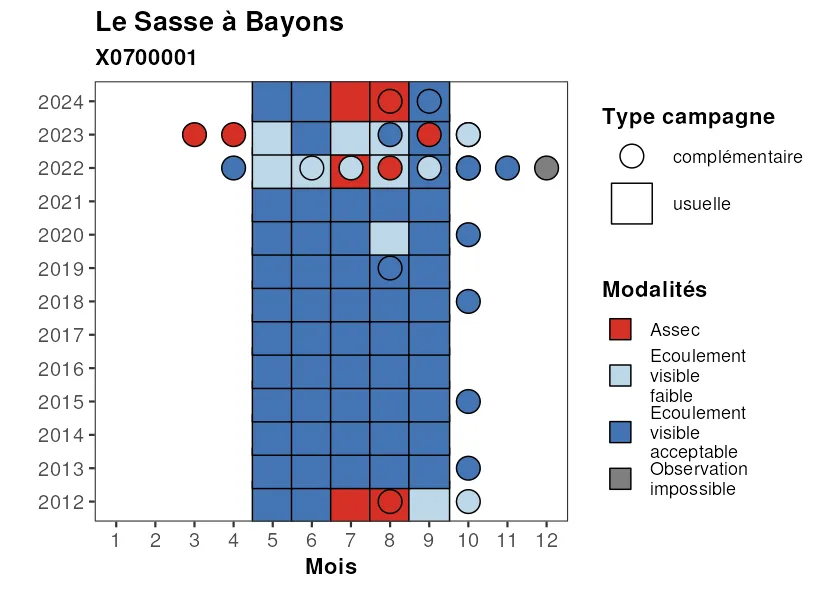 Le Sasse à Bayons
X0700001
2024
2023
2022
2021
2020
2019
2018
2017
2016
2015
2014
2013
2012
1 2 3 4 5 6 7 8 9 10 11 12
Mois
Type campagne
complémentaire
usuelle
Modalités
Assec
Ecoulement
visible
faible
Ecoulement
visible
acceptable
Observation
impossible